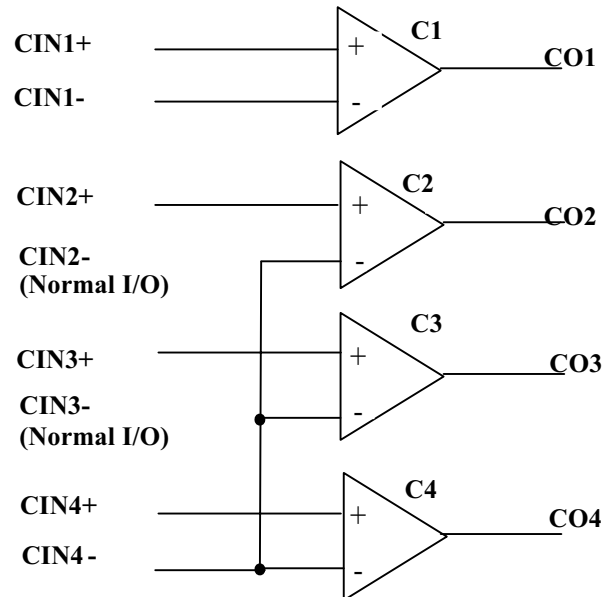 C1
CIN1+
+
CO1
CIN1-
-
C2
CIN2+
+
CO2
CIN2-
-
(Normal I/O)
C3
CIN3+
+
CO3
CIN3-
-
(Normal I/O)
C4
CIN4+
+
CO4
CIN4 -
-